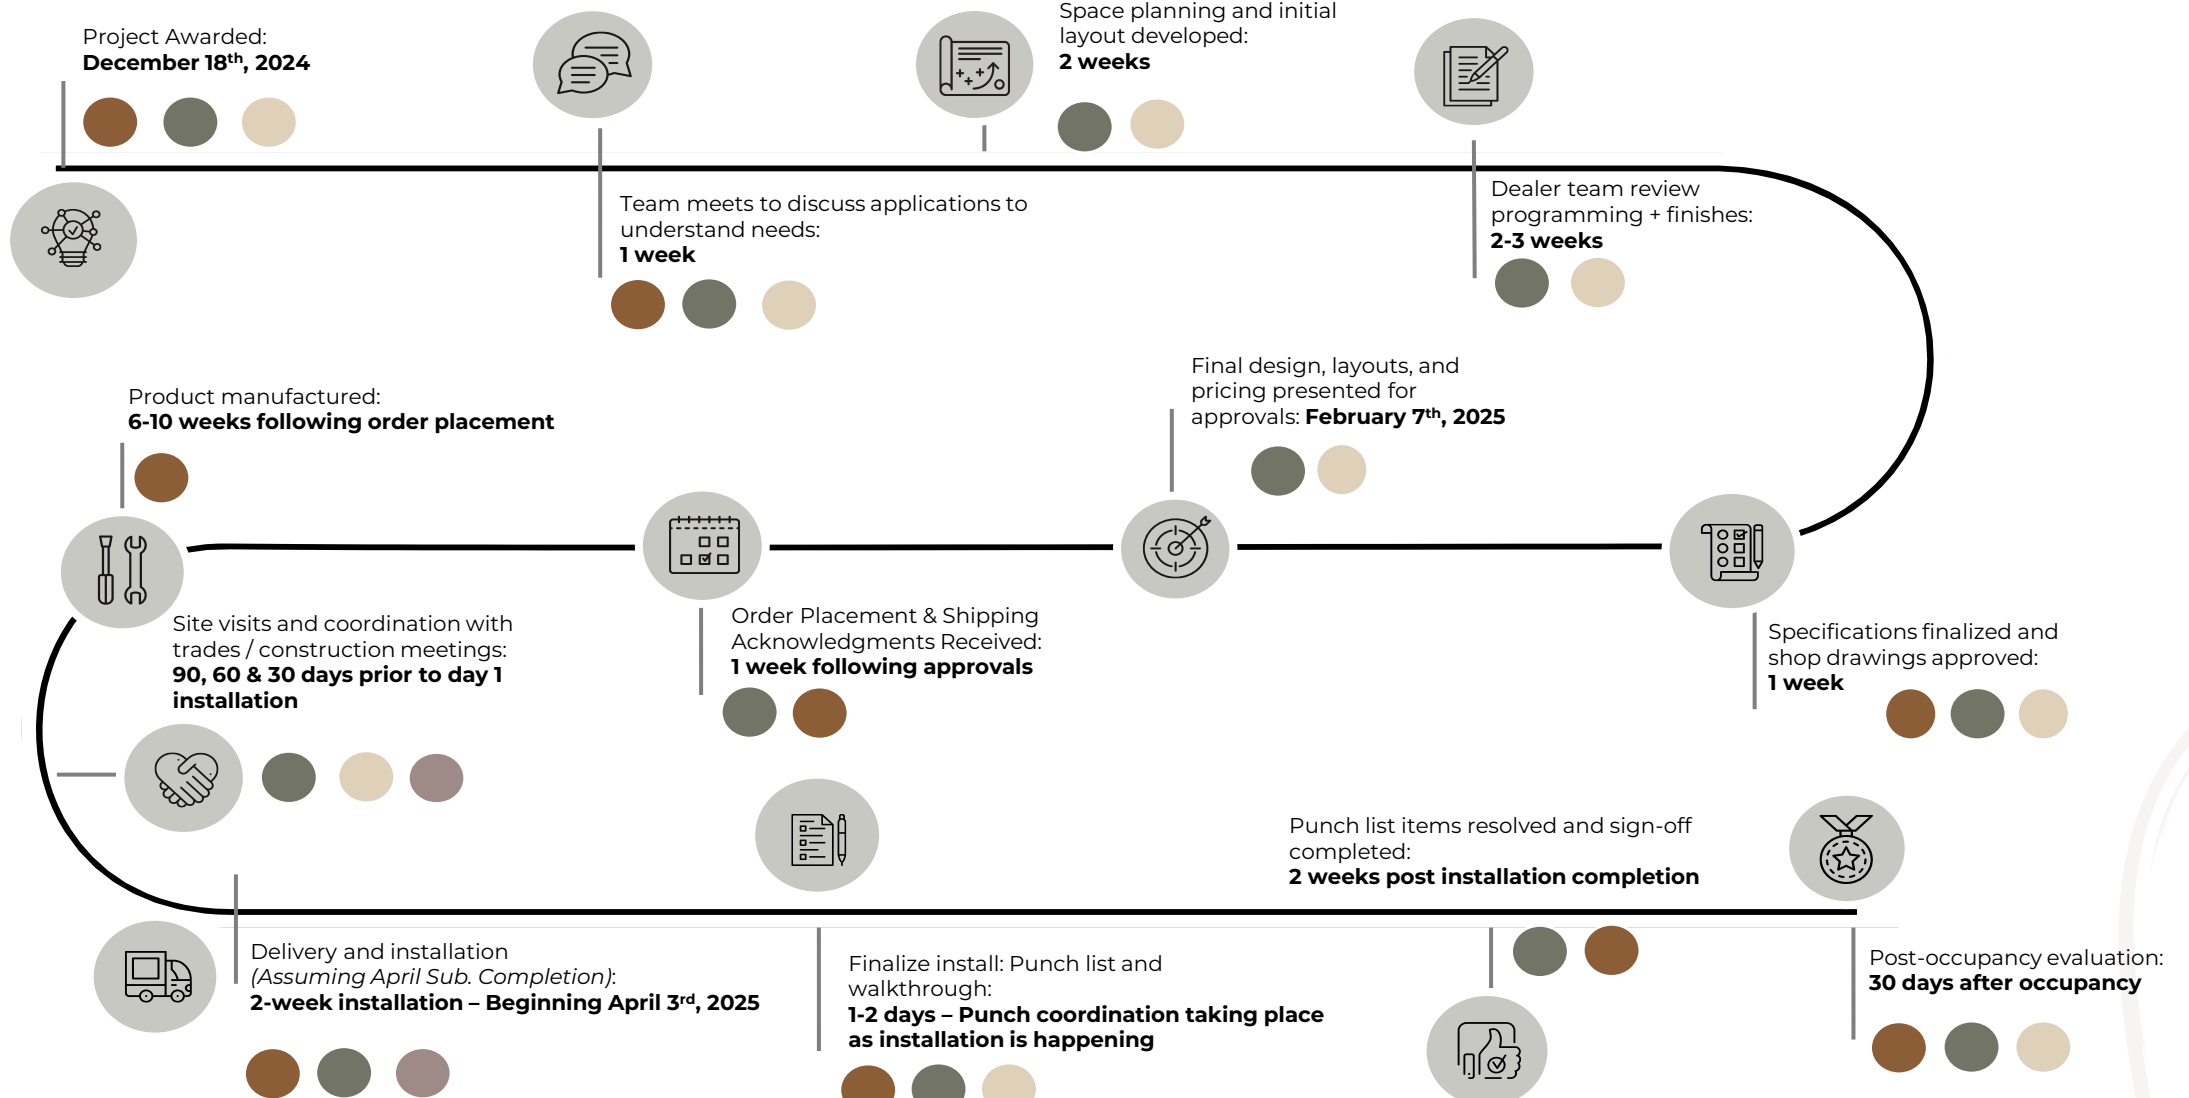 Project Awarded:
December 18th, 2024
Team meets to discuss applications to
understand needs:
1 week
Space planning and initial
layout developed:
2 weeks
Dealer team review
programming + finishes:
2-3 weeks
Specifications finalized and
shop drawings approved:
1 week
Final design, layouts, and
pricing presented for
approvals: February 7th, 2025
Order Placement & Shipping
Acknowledgments Received:
1 week following approvals
Product manufactured:
6-10 weeks following order placement
Site visits and coordination with
trades / construction meetings:
90, 60 & 30 days prior to day 1
installation
Delivery and installation
(Assuming April Sub. Completion):
2-week installation – Beginning April 3rd, 2025
Finalize install: Punch list and
walkthrough:
1-2 days – Punch coordination taking place
as installation is happening
Punch list items resolved and sign-off
completed:
2 weeks post installation completion
Post-occupancy evaluation:
30 days after occupancy